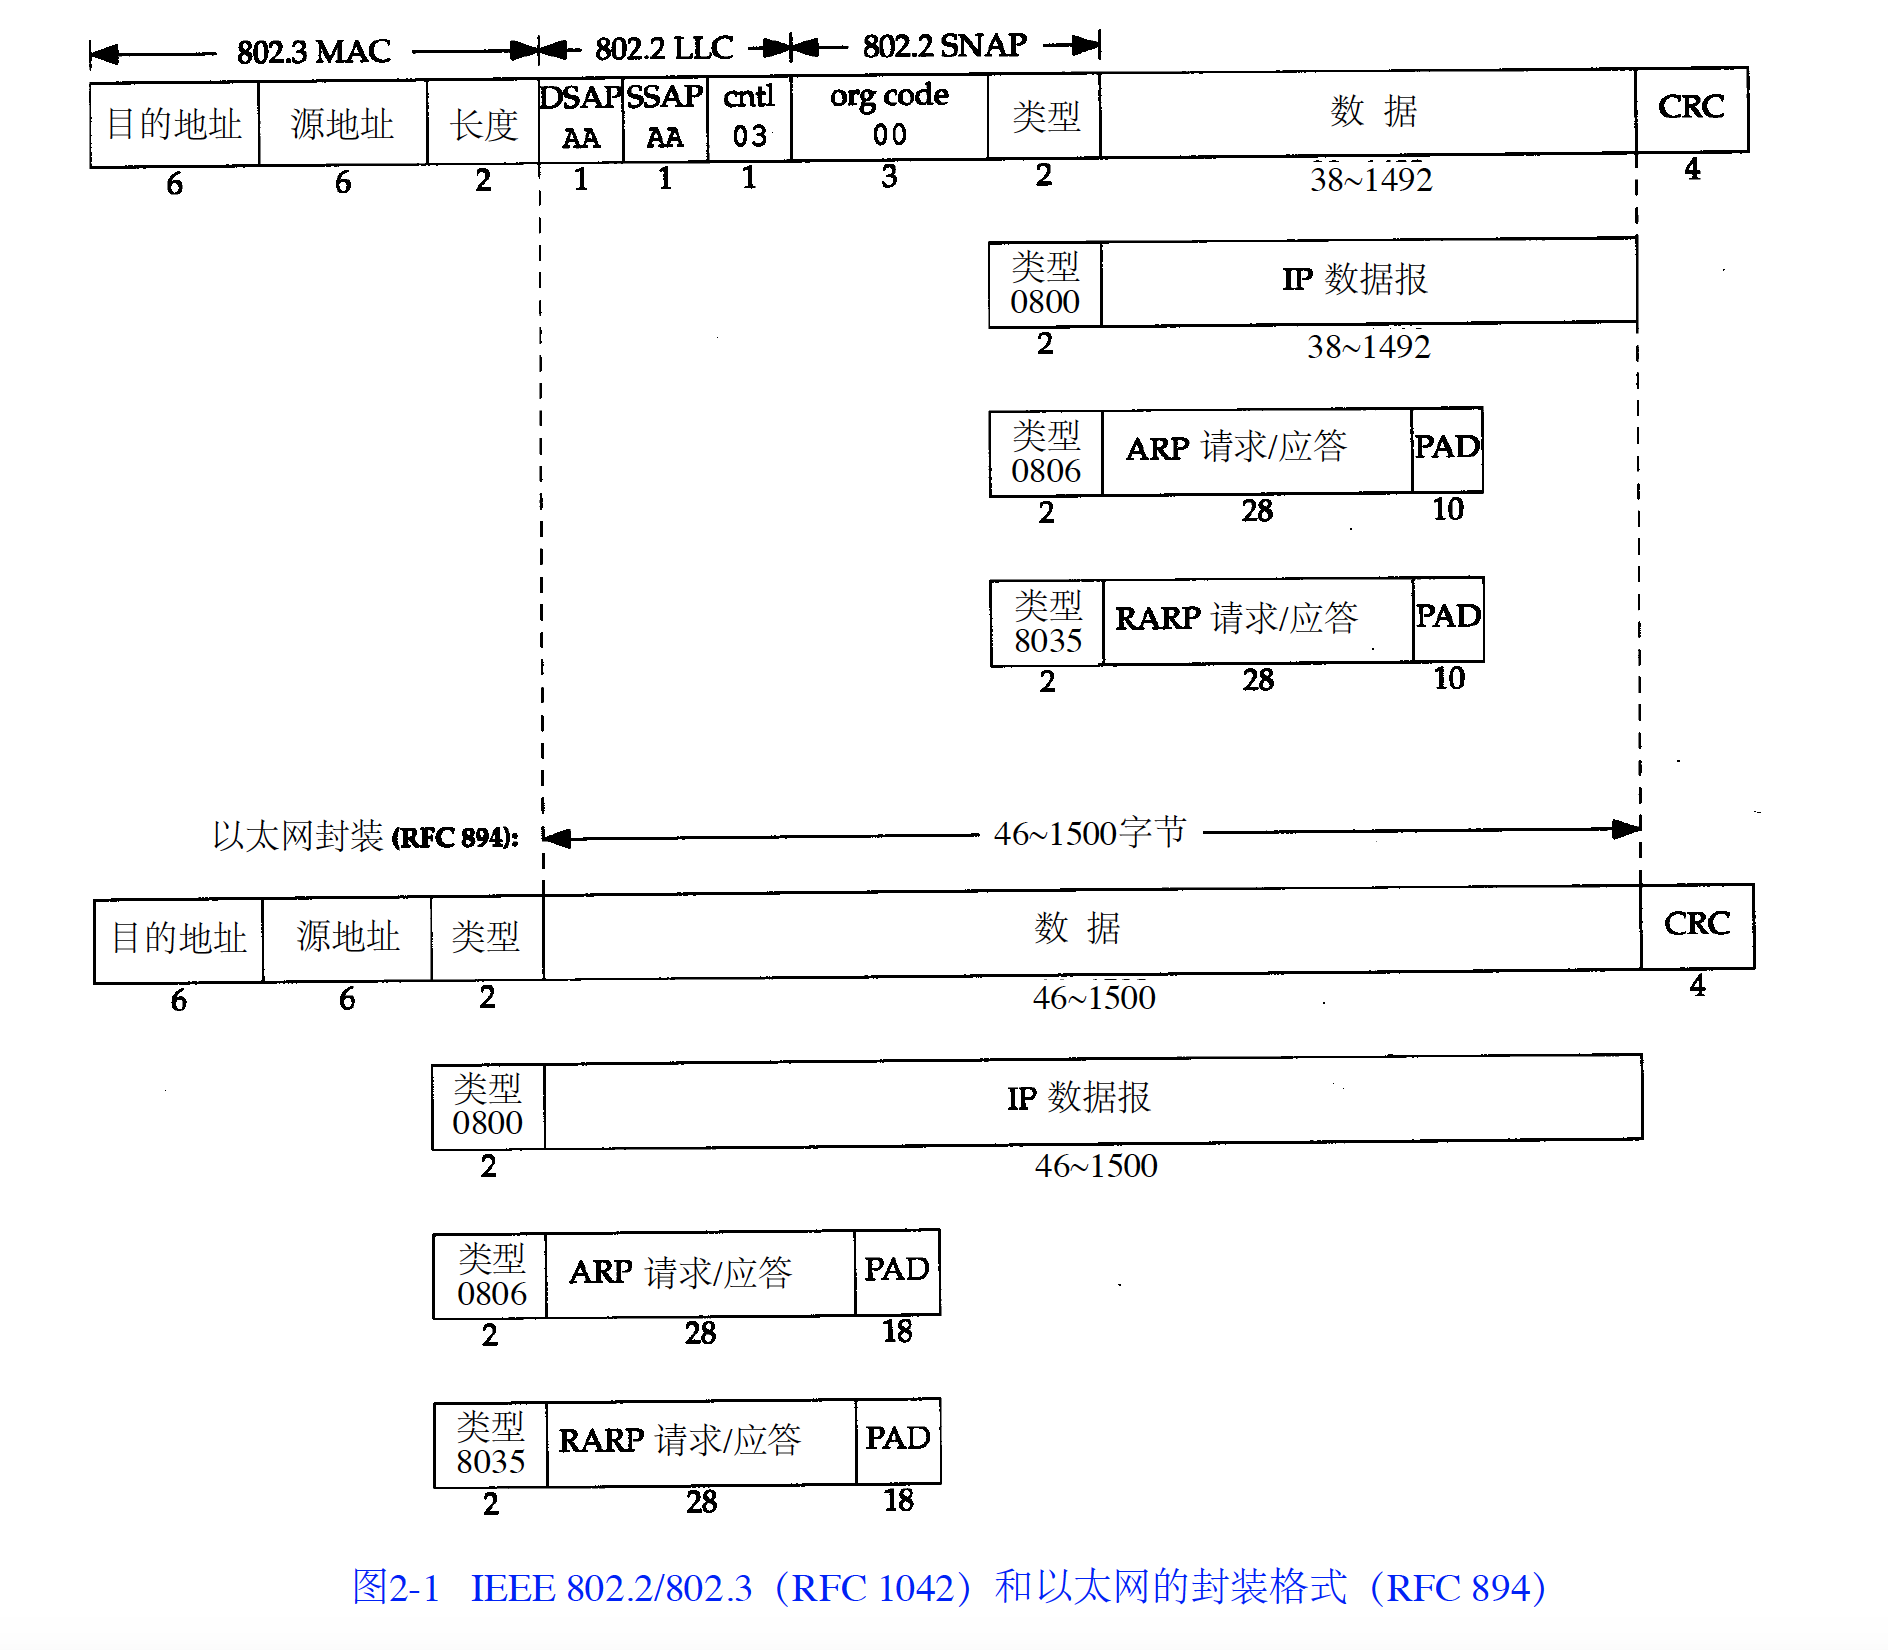 802.3 MAC 802.2 LLC 802.2 SNAP
目的地址 源地址 长度 DSAP AA SSAP AA cntl 03 org code 00 类型 数 据 CRC
6 6 2 1 1 1 3 2 38~1492 4
类型 0800 IP 数据报
2 38~1492
类型 0806 ARP 请求/应答 PAD
2 28 10
类型 8035 RARP 请求/应答 PAD
2 28 10
以太网封装 (RFC 894): 46~1500字节
目的地址 源地址 类型 数 据 CRC
6 6 2 46~1500 4
类型 0800 IP 数据报
2 46~1500
类型 0806 ARP 请求/应答 PAD
2 28 18
类型 8035 RARP 请求/应答 PAD
2 28 18
图2-1 IEEE 802.2/802.3（RFC 1042）和以太网的封装格式（RFC 894）